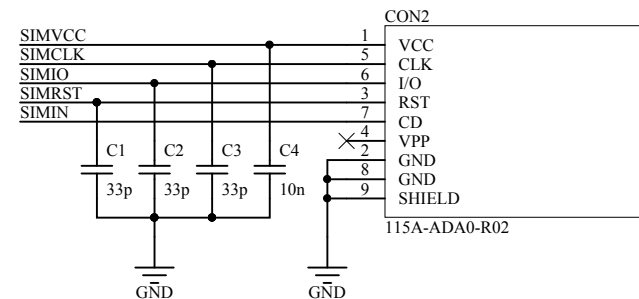 CON2
SIMVCC 1 VCC
SIMCLK 5 CLK
SIMIO 6 I/O
SIMRST 3 RST
SIMIN 7 CD
4 VPP
2 GND
8 GND
9 SHIELD
C1 C2 C3 C4
33p 33p 33p 10n
115A-ADA0-R02
GND GND